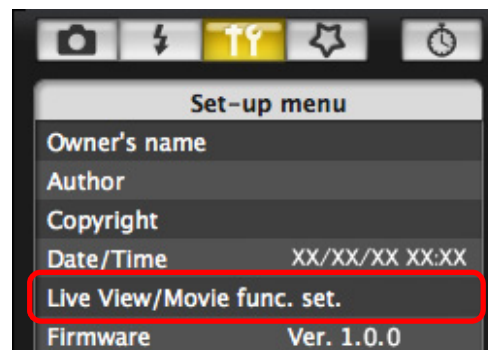 Set-up menu
Owner's name
Author
Copyright
Date/Time XX/XX/XX XX:XX
Live View/Movie func. set.
Firmware Ver. 1.0.0